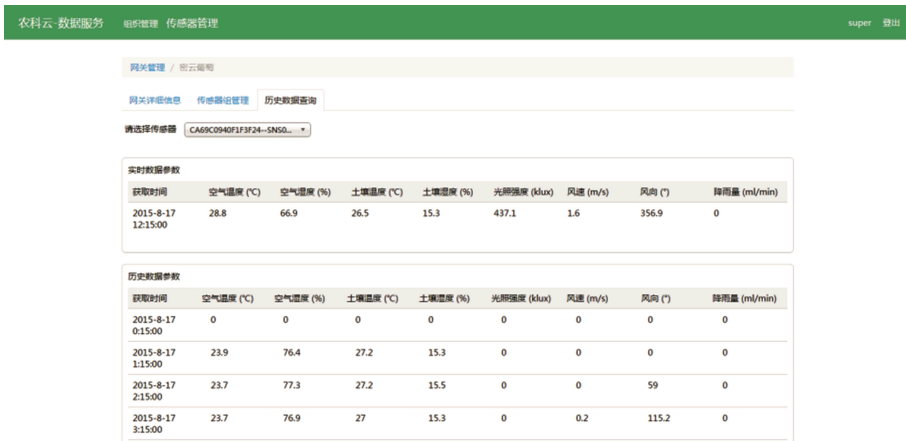 农科云-数据服务 组织管理 传感器管理 super 登出
网关管理 / 密云葡萄
网关详细信息 传感器组管理 历史数据查询
请选择传感器 CA69C0940F1F3F24--SNS0...
实时数据参数
获取时间 空气温度 (℃) 空气湿度 (%) 土壤温度 (℃) 土壤湿度 (%) 光照强度 (klux) 风速 (m/s) 风向 (°) 降雨量 (ml/min)
2015-8-17 28.8 66.9 26.5 15.3 437.1 1.6 356.9 0
12:15:00
历史数据参数
获取时间 空气温度 (℃) 空气湿度 (%) 土壤温度 (℃) 土壤湿度 (%) 光照强度 (klux) 风速 (m/s) 风向 (°) 降雨量 (ml/min)
2015-8-17 0 0 0 0 0 0 0 0
0:15:00
2015-8-17 23.9 76.4 27.2 15.3 0 0 0 0
1:15:00
2015-8-17 23.7 77.3 27.2 15.5 0 0 59 0
2:15:00
2015-8-17 23.7 76.9 27 15.3 0 0.2 115.2 0
3:15:00